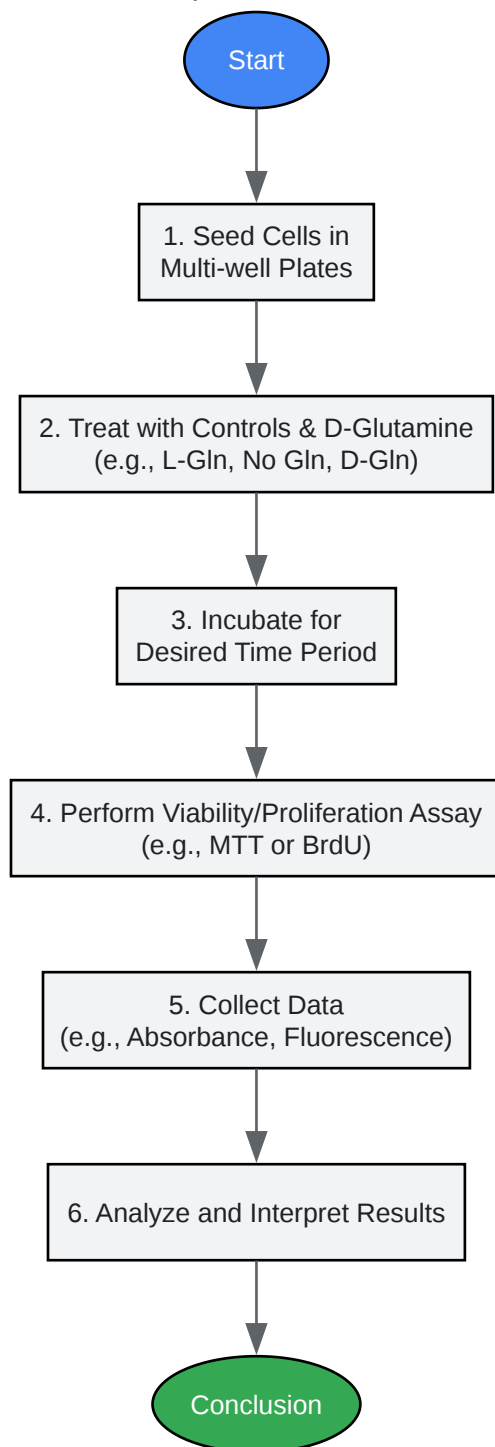 Start
1. Seed Cells in
Multi-well Plates
2. Treat with Controls & D-Glutamine
(e.g., L-Gln, No Gln, D-Gln)
3. Incubate for
Desired Time Period
4. Perform Viability/Proliferation Assay
(e.g., MTT or BrdU)
5. Collect Data
(e.g., Absorbance, Fluorescence)
6. Analyze and Interpret Results
Conclusion